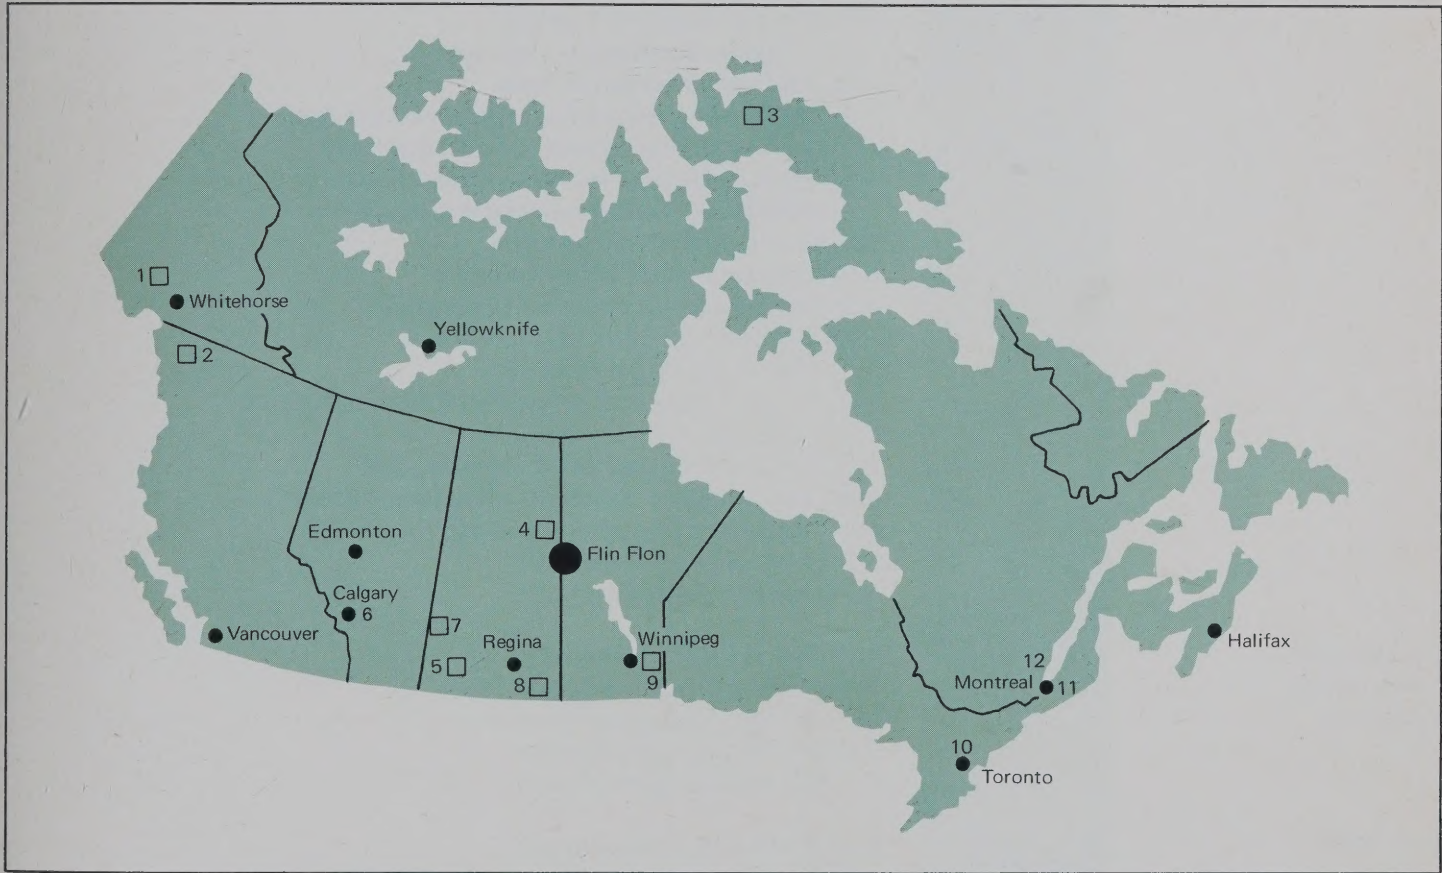 3
1
Whitehorse
Yellowknife
2
4
Edmonton
Flin Flon
Calgary
6
7
Vancouver
Regina
Winnipeg
Halifax
5
12
8
9
Montreal
11
10
Toronto